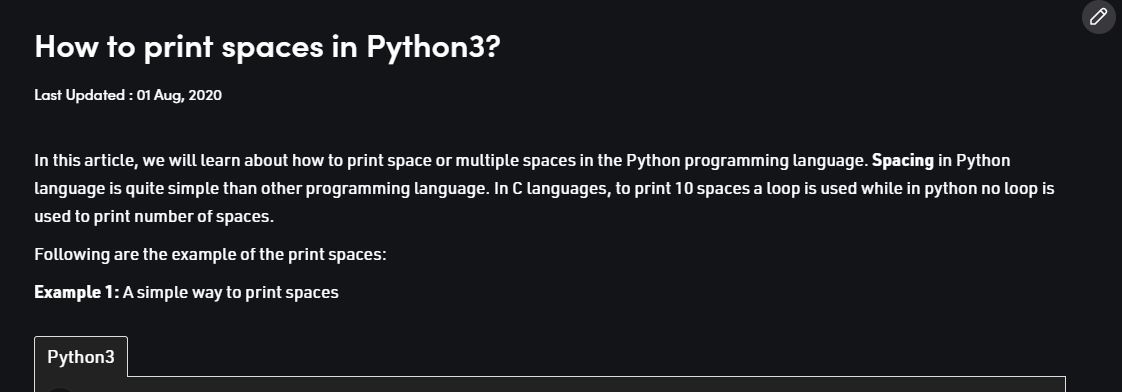 How to print spaces in Python3?
Last Updated : 01 Aug, 2020
In this article, we will learn about how to print space or multiple spaces in the Python programming language. Spacing in Python
language is quite simple than other programming language. In C languages, to print 10 spaces a loop is used while in python no loop is
used to print number of spaces.
Following are the example of the print spaces:
Example 1: A simple way to print spaces
Python3